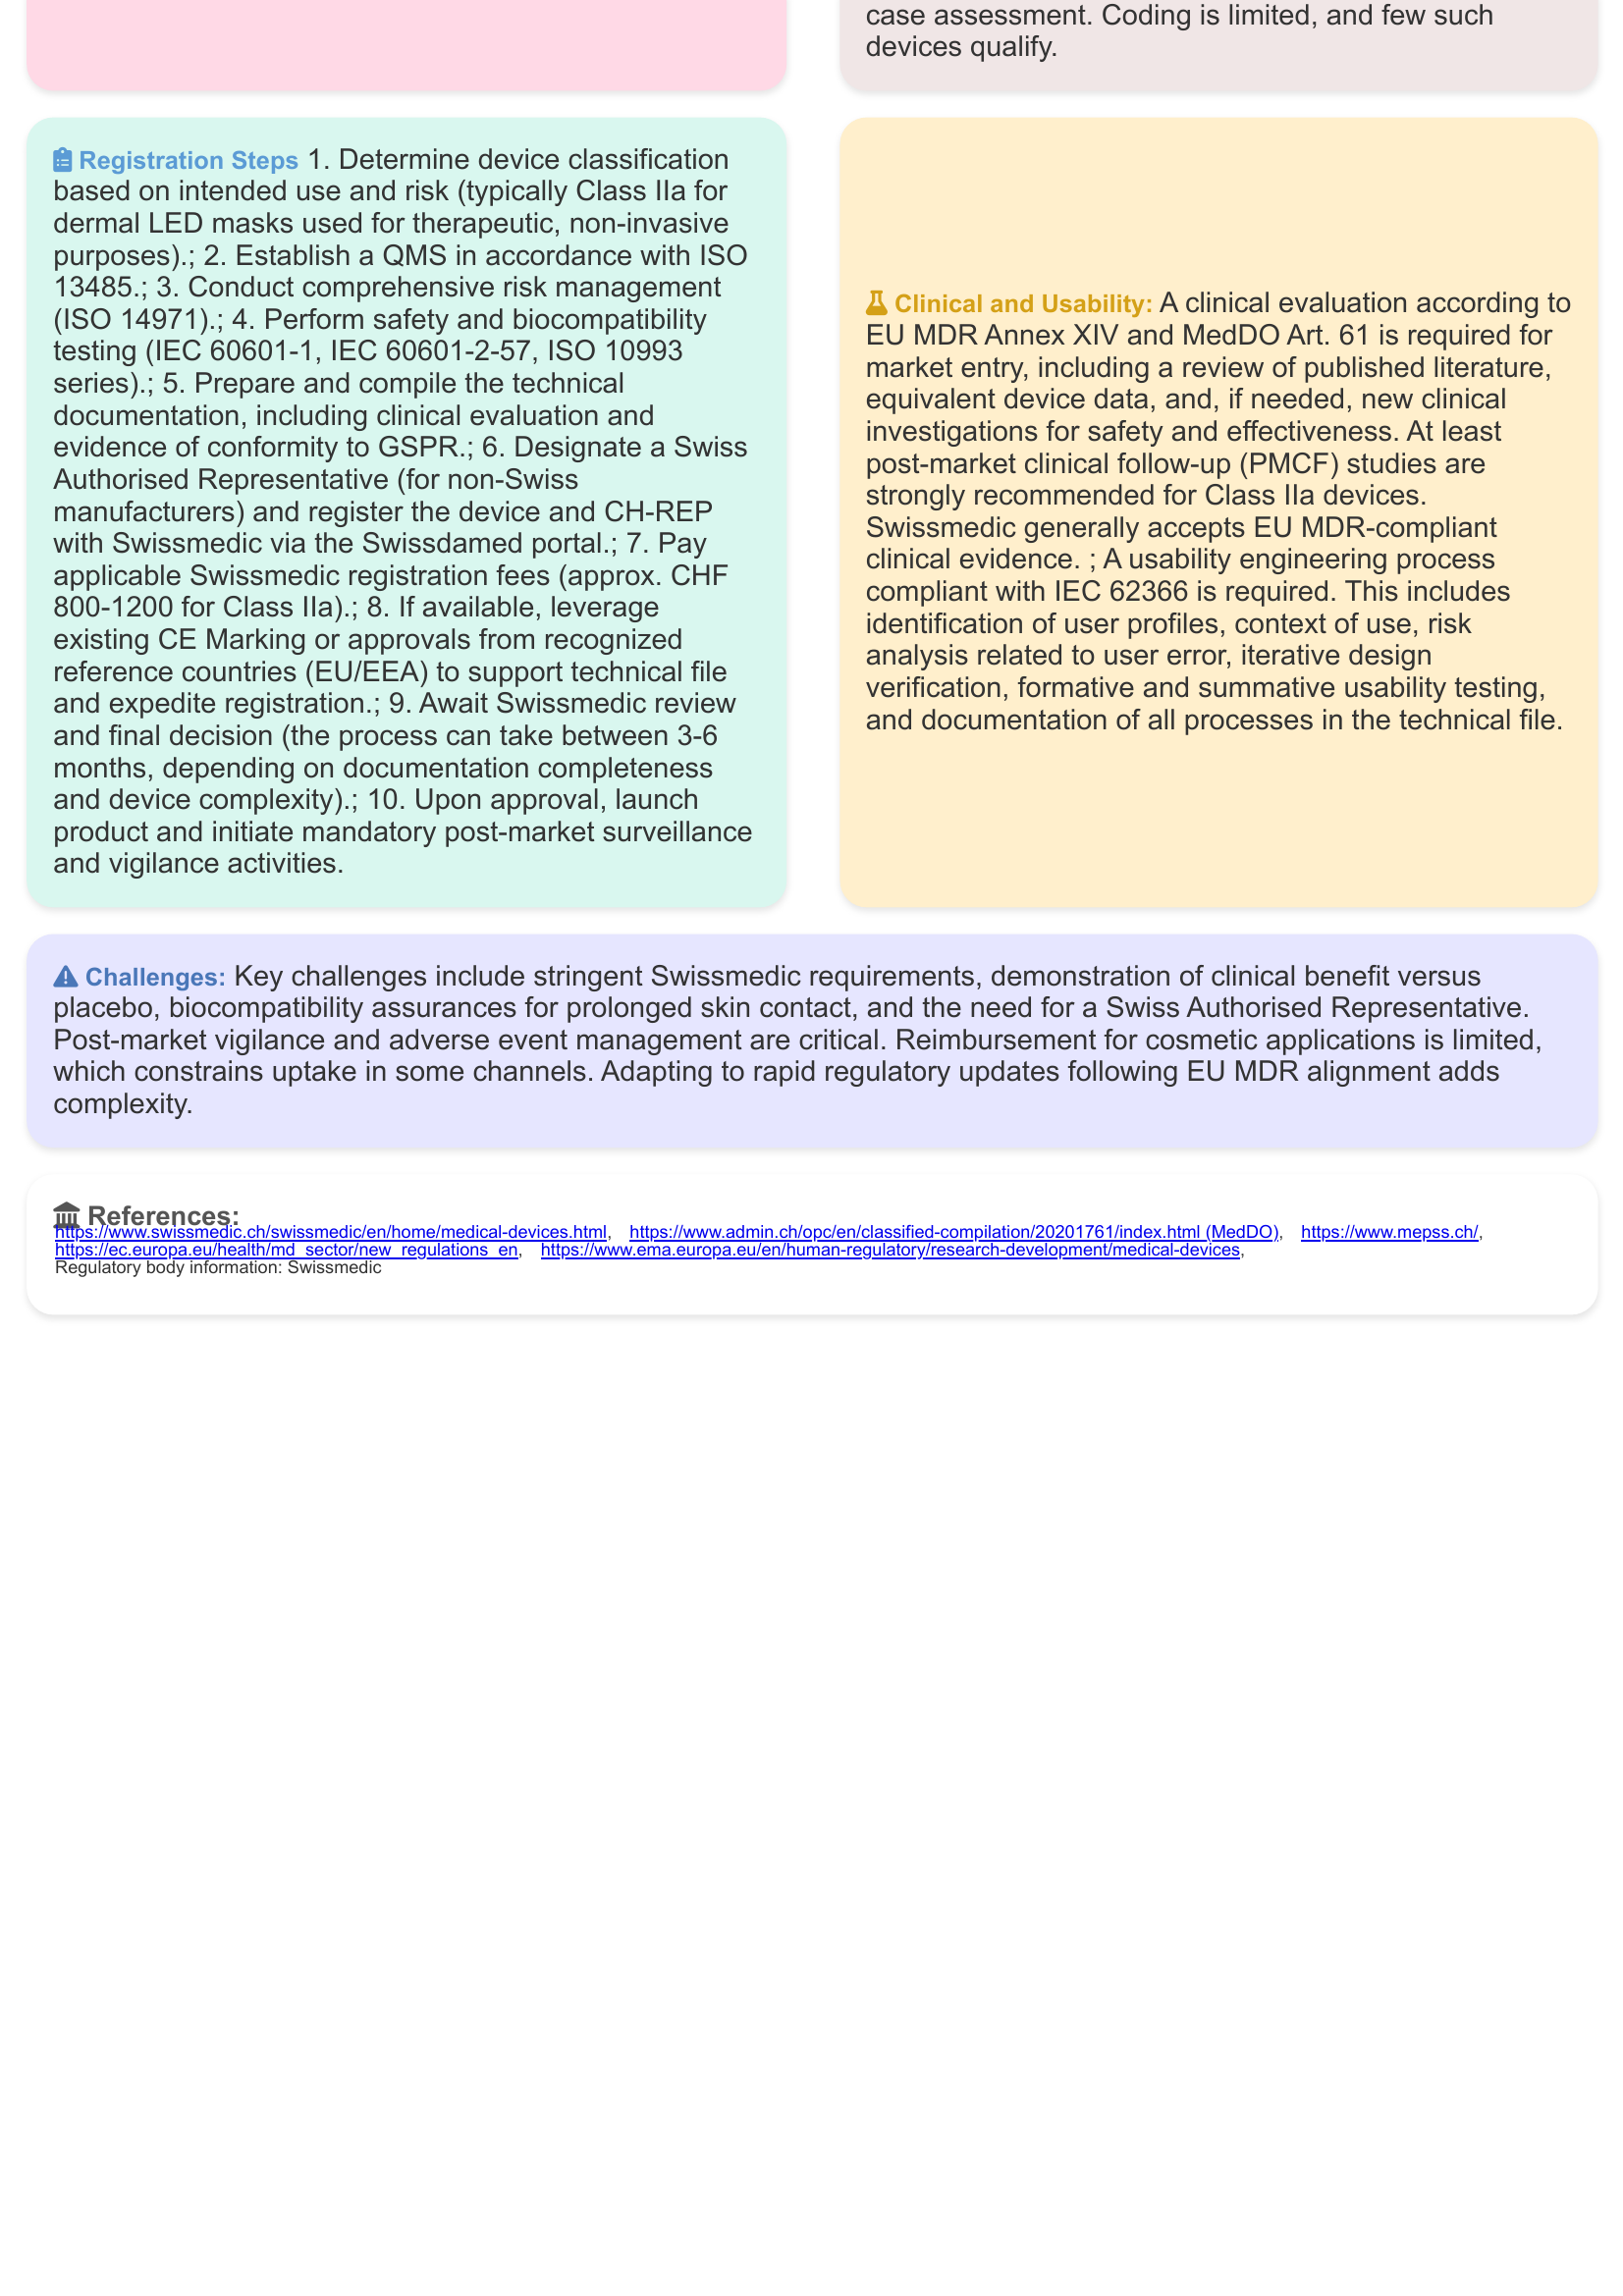 case assessment. Coding is limited, and few such
devices qualify.
Registration Steps 1. Determine device classification
based on intended use and risk (typically Class IIa for
dermal LED masks used for therapeutic, non-invasive
purposes).; 2. Establish a QMS in accordance with ISO
13485.; 3. Conduct comprehensive risk management
(ISO 14971).; 4. Perform safety and biocompatibility
testing (IEC 60601-1, IEC 60601-2-57, ISO 10993
series).; 5. Prepare and compile the technical
documentation, including clinical evaluation and
evidence of conformity to GSPR.; 6. Designate a Swiss
Authorised Representative (for non-Swiss
manufacturers) and register the device and CH-REP
with Swissmedic via the Swissdamed portal.; 7. Pay
applicable Swissmedic registration fees (approx. CHF
800-1200 for Class IIa).; 8. If available, leverage
existing CE Marking or approvals from recognized
reference countries (EU/EEA) to support technical file
and expedite registration.; 9. Await Swissmedic review
and final decision (the process can take between 3-6
months, depending on documentation completeness
and device complexity).; 10. Upon approval, launch
product and initiate mandatory post-market surveillance
and vigilance activities.
Clinical and Usability: A clinical evaluation according to
EU MDR Annex XIV and MedDO Art. 61 is required for
market entry, including a review of published literature,
equivalent device data, and, if needed, new clinical
investigations for safety and effectiveness. At least
post-market clinical follow-up (PMCF) studies are
strongly recommended for Class IIa devices.
Swissmedic generally accepts EU MDR-compliant
clinical evidence. ; A usability engineering process
compliant with IEC 62366 is required. This includes
identification of user profiles, context of use, risk
analysis related to user error, iterative design
verification, formative and summative usability testing,
and documentation of all processes in the technical file.
Challenges: Key challenges include stringent Swissmedic requirements, demonstration of clinical benefit versus
placebo, biocompatibility assurances for prolonged skin contact, and the need for a Swiss Authorised Representative.
Post-market vigilance and adverse event management are critical. Reimbursement for cosmetic applications is limited,
which constrains uptake in some channels. Adapting to rapid regulatory updates following EU MDR alignment adds
complexity.
References:
https://www.swissmedic.ch/swissmedic/en/home/medical-devices.html, https://www.admin.ch/opc/en/classified-compilation/20201761/index.html (MedDO), https://www.mepss.ch/,
https://ec.europa.eu/health/md_sector/new_regulations_en, https://www.ema.europa.eu/en/human-regulatory/research-development/medical-devices,
Regulatory body information: Swissmedic